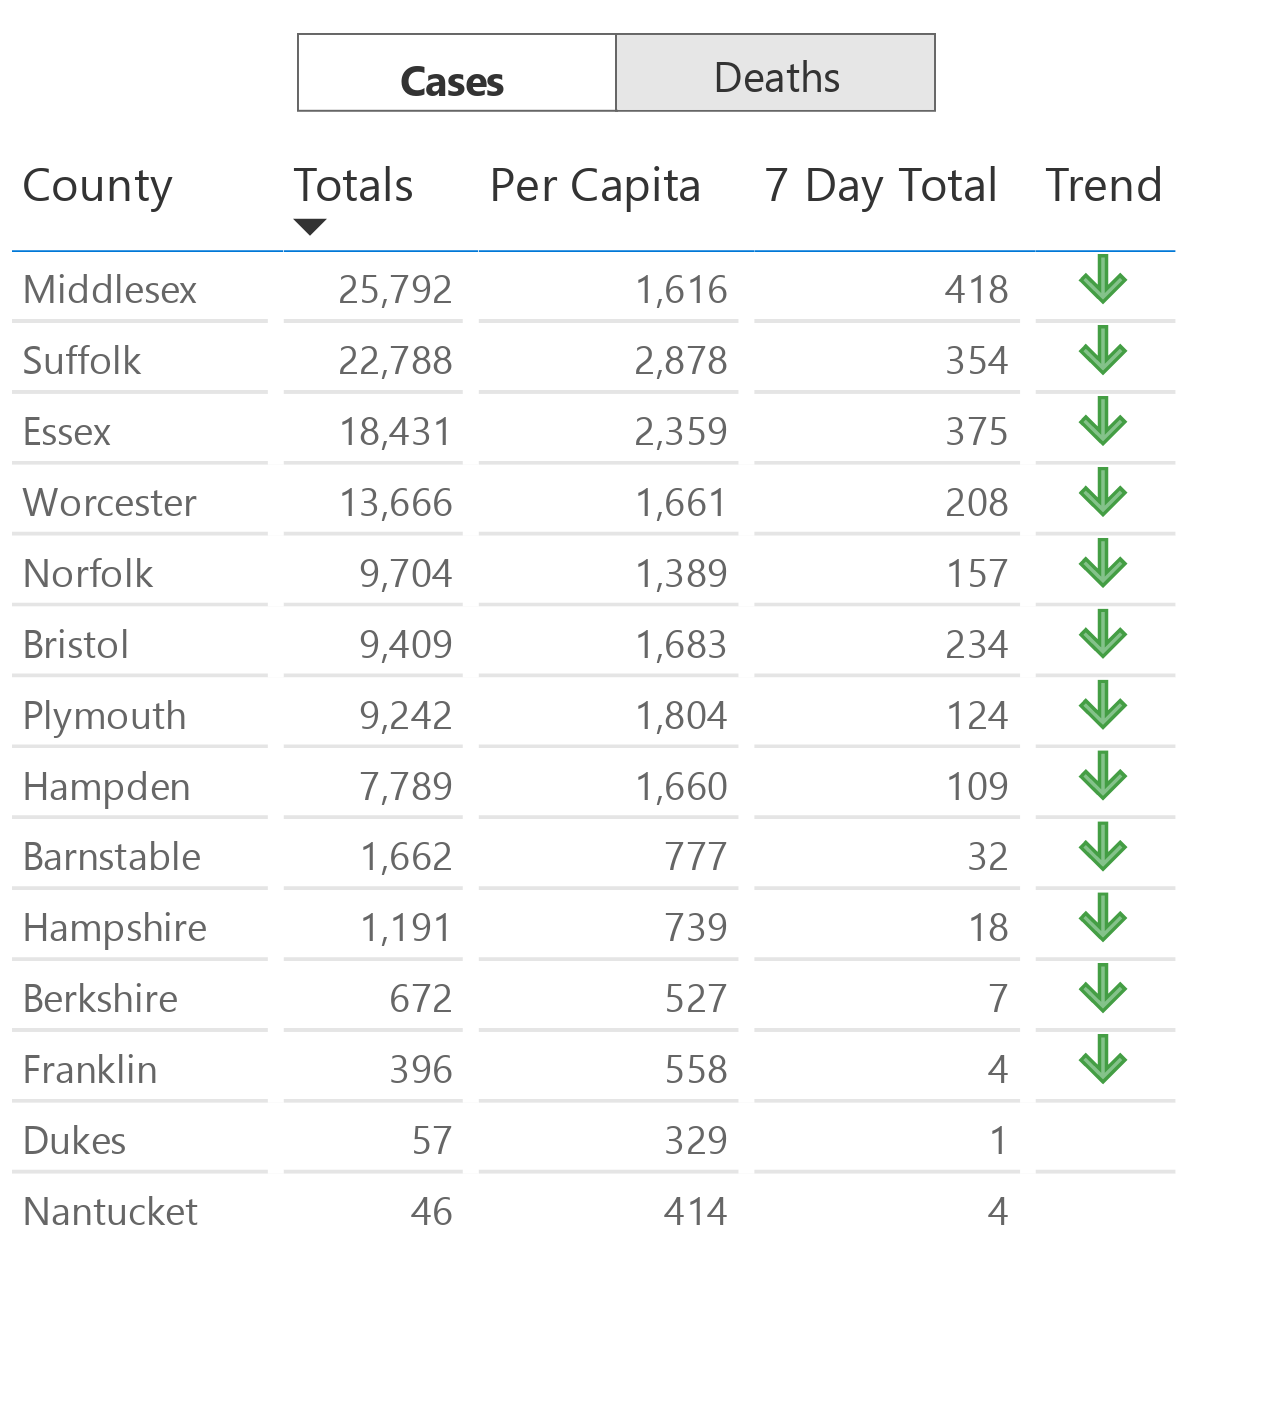 Cases Deaths
County Totals Per Capita 7 Day Total Trend
Middlesex 25,792 1,616 418
Suffolk 22,788 2,878 354
Essex 18,431 2,359 375
Worcester 13,666 1,661 208
Norfolk 9,704 1,389 157
Bristol 9,409 1,683 234
Plymouth 9,242 1,804 124
Hampden 7,789 1,660 109
Barnstable 1,662 777 32
Hampshire 1,191 739 18
Berkshire 672 527 7
Franklin 396 558 4
Dukes 57 329 1
Nantucket 46 414 4